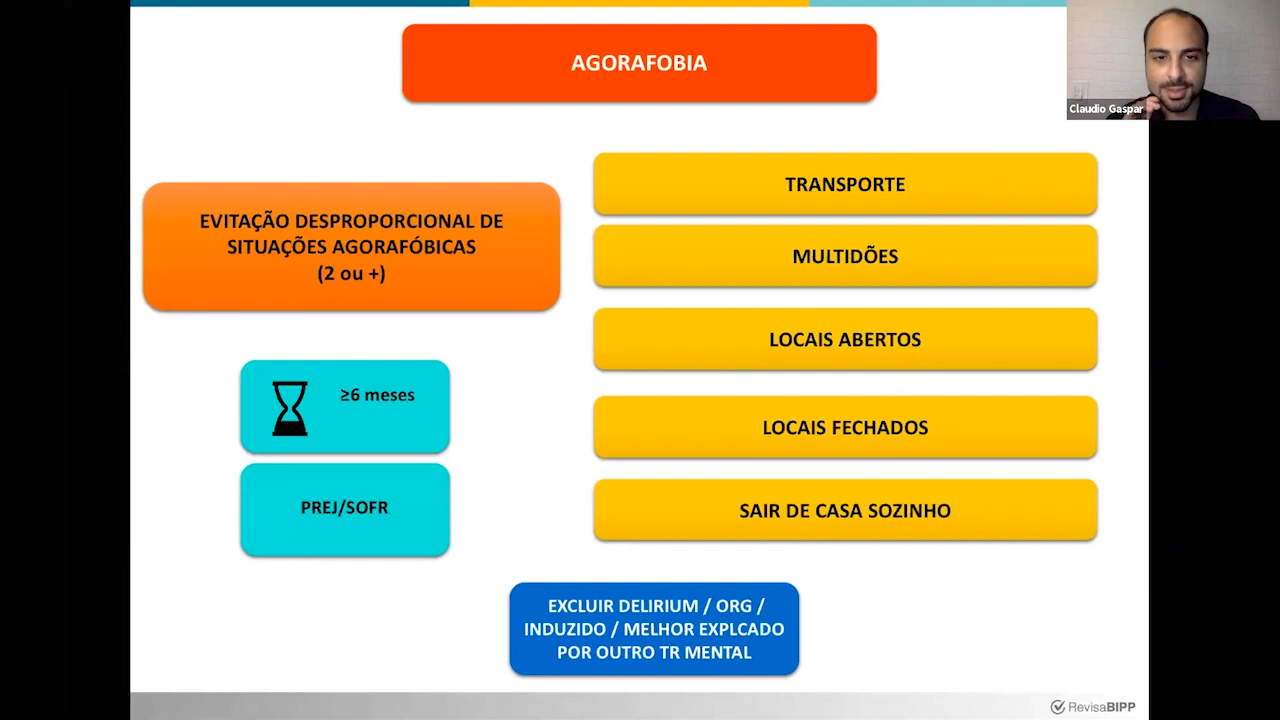 AGORAFOBIA
Claudio Gaspar
EVITAÇÃO DESPROPORCIONAL DE
SITUAÇÕES AGORAFÓBICAS
(2 ou +)
TRANSPORTE
MULTIDÕES
LOCAIS ABERTOS
LOCAIS FECHADOS
SAIR DE CASA SOZINHO
≥6 meses
PREJ/SOFR
EXCLUIR DELIRIUM / ORG /
INDUZIDO / MELHOR EXPLCADO
POR OUTRO TR MENTAL
RevisaBIPP